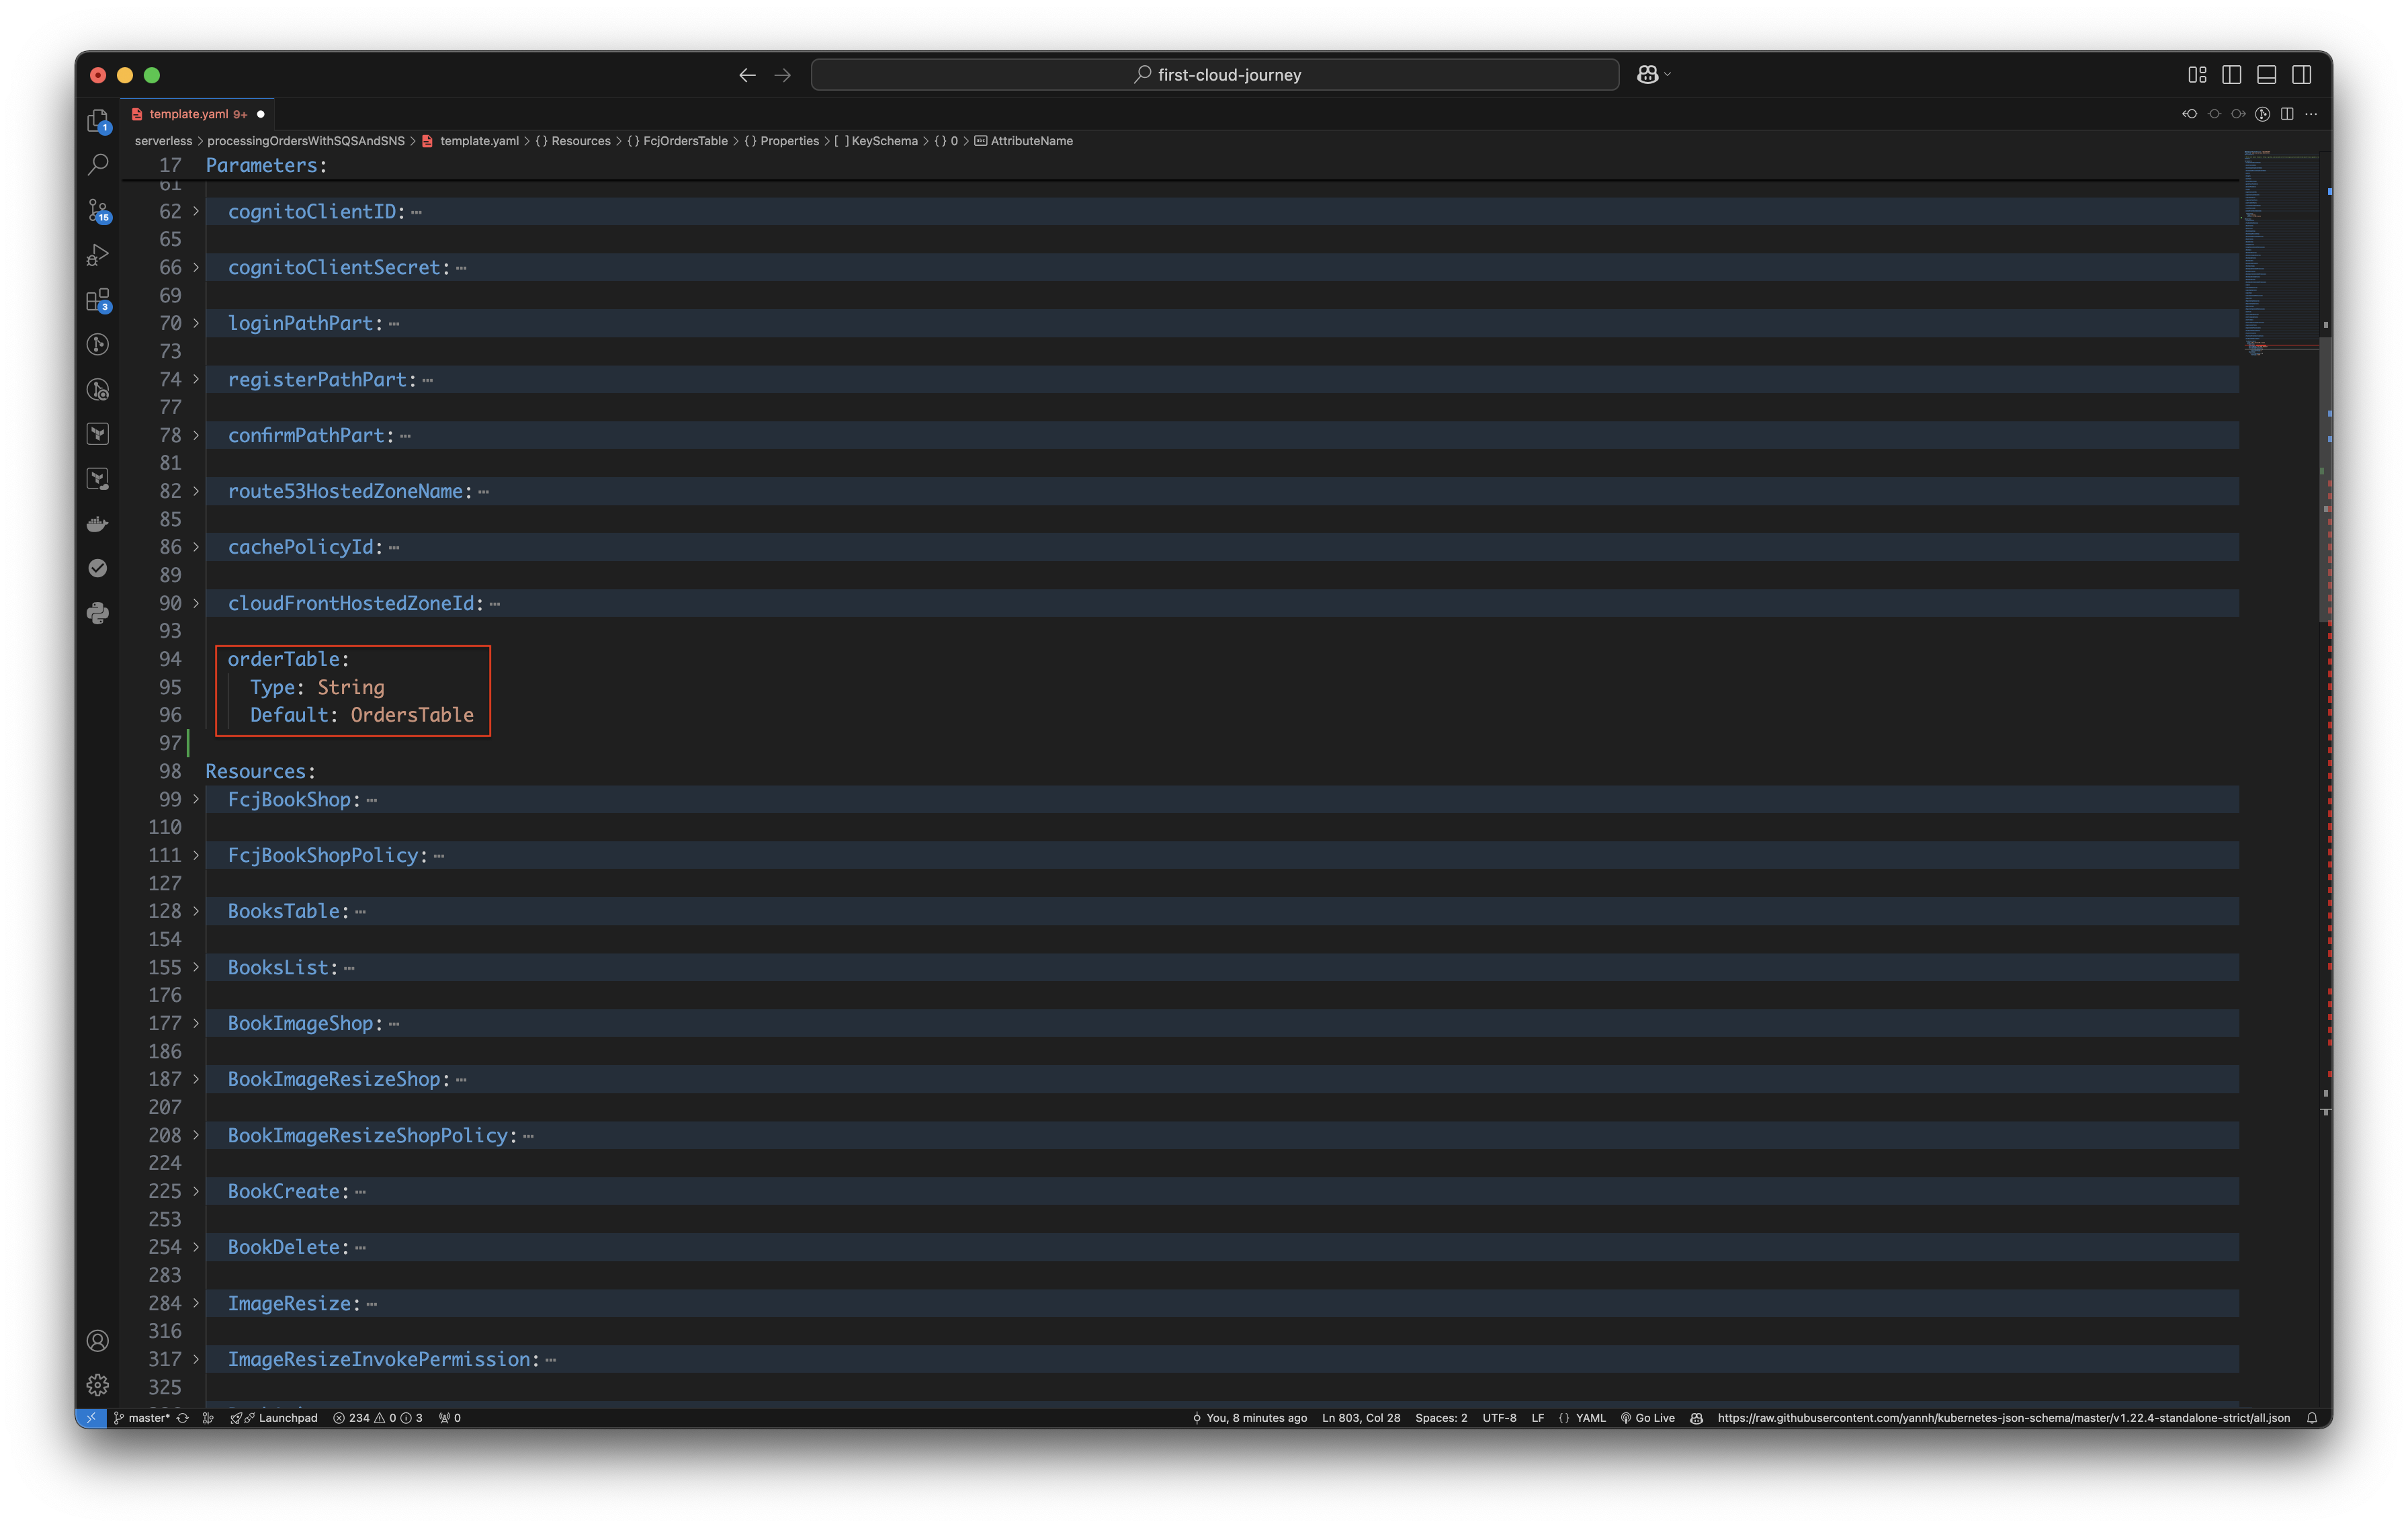 first-cloud-journey
template.yaml 9+
serverless > processingOrdersWithSQSAndSNS > template.yaml > {} Resources > {} FcjOrdersTable > {} Properties > [ ] KeySchema > {} 0 > AttributeName
17 Parameters:
61
62 cognitoClientID: ···
65
66 cognitoClientSecret: ···
69
70 loginPathPart: ···
73
74 registerPathPart: ···
77
78 confirmPathPart: ···
81
82 route53HostedZoneName: ···
85
86 cachePolicyId: ···
89
90 cloudFrontHostedZoneId: ···
93
94 orderTable:
95 Type: String
96 Default: OrdersTable
97
98 Resources:
99 FcjBookShop: ···
110
111 FcjBookShopPolicy: ···
127
128 BooksTable: ···
154
155 BooksList: ···
176
177 BookImageShop: ···
186
187 BookImageResizeShop: ···
207
208 BookImageResizeShopPolicy: ···
224
225 BookCreate: ···
253
254 BookDelete: ···
283
284 ImageResize: ···
316
317 ImageResizeInvokePermission: ···
325
1
15
3
master* Launchpad 234 0 3 0 You, 8 minutes ago Ln 803, Col 28 Spaces: 2 UTF-8 LF {} YAML Go Live https://raw.githubusercontent.com/yannh/kubernetes-json-schema/master/v1.22.4-standalone-strict/all.json